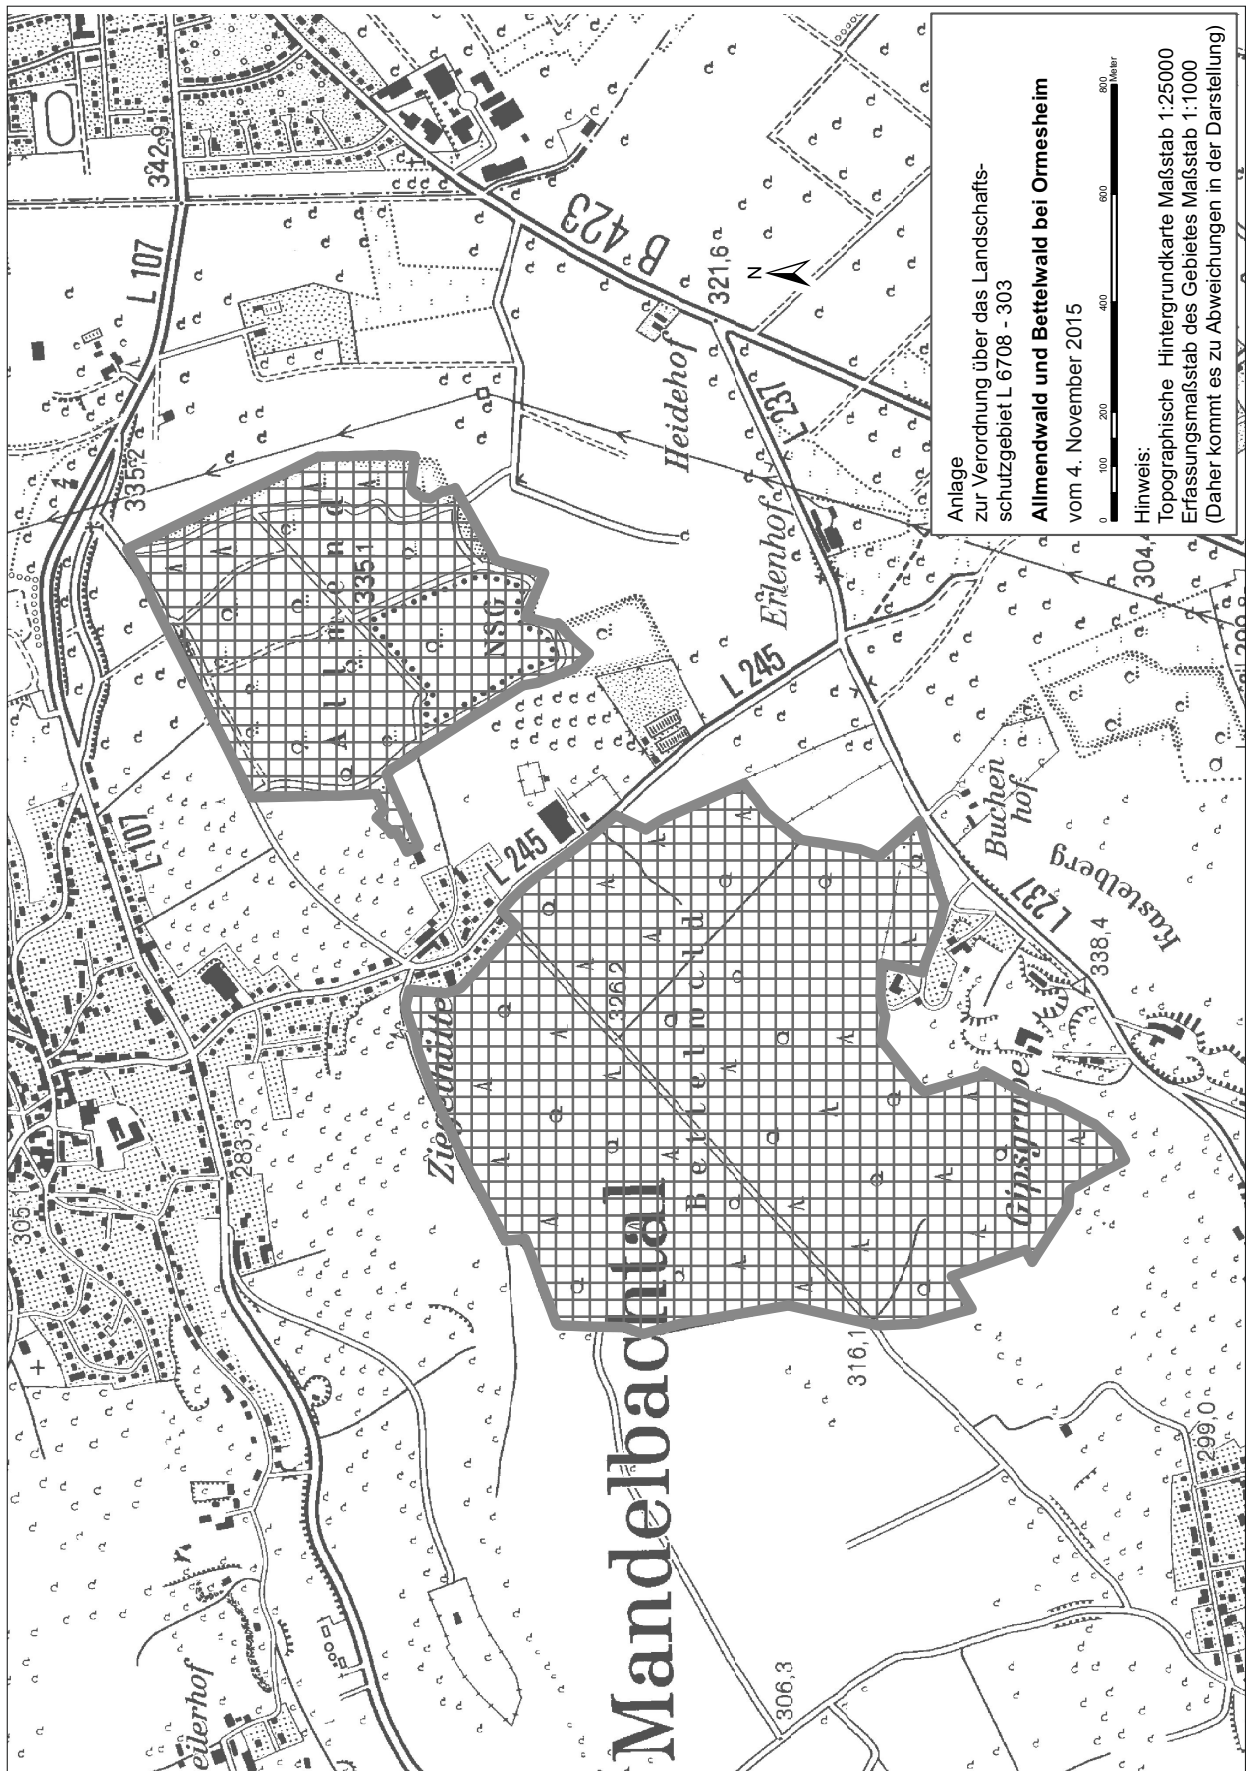 Anlage
zur Verordnung über das Landschafts-
schutzgebiet L 6708 - 303
Allmendwald und Bettelwald bei Ormesheim
vom 4. November 2015
0 100 200 400 600 800
Meter
Hinweis:
Topographische Hintergrundkarte Maßstab 1:25000
Erfassungsmaßstab des Gebietes Maßstab 1:1000
(Daher kommt es zu Abweichungen in der Darstellung)
N
eilerhof
305,1
283,3
L 107
335,2
L 107
342,9
Ziegelhütte
L 245
Allmend
335,1
NSG
B 423
Heidehof
321,6
L 237
Erlenhof
L 245
Mandelbachtal
Bettelwald
326,2
316,1
306,3
299,0
Gipsgrube
Buchen
hof
Kastelberg
L 237
338,4
304,